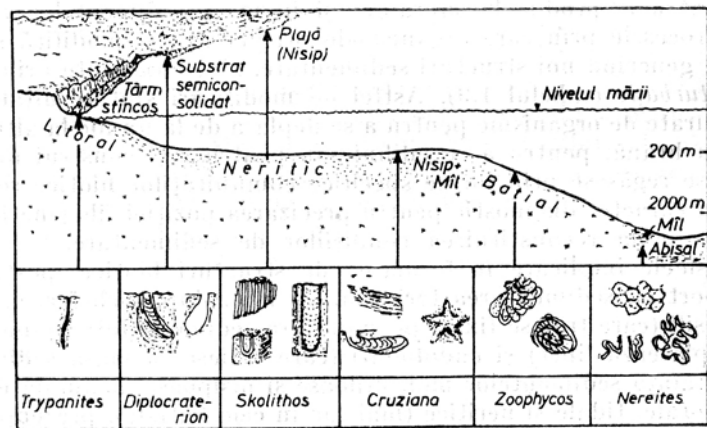 Plajă
(Nisip)
Substrat
semicon-
solidat
Țărm
stîncos
Nivelul mării
Litoral
Neritic
Nisip+
Mîl
Batial
200 m
2000 m
Mîl
Abisal
Trypanites
Diplocrate-
rion
Skolithos
Cruziana
Zoophycos
Nereites